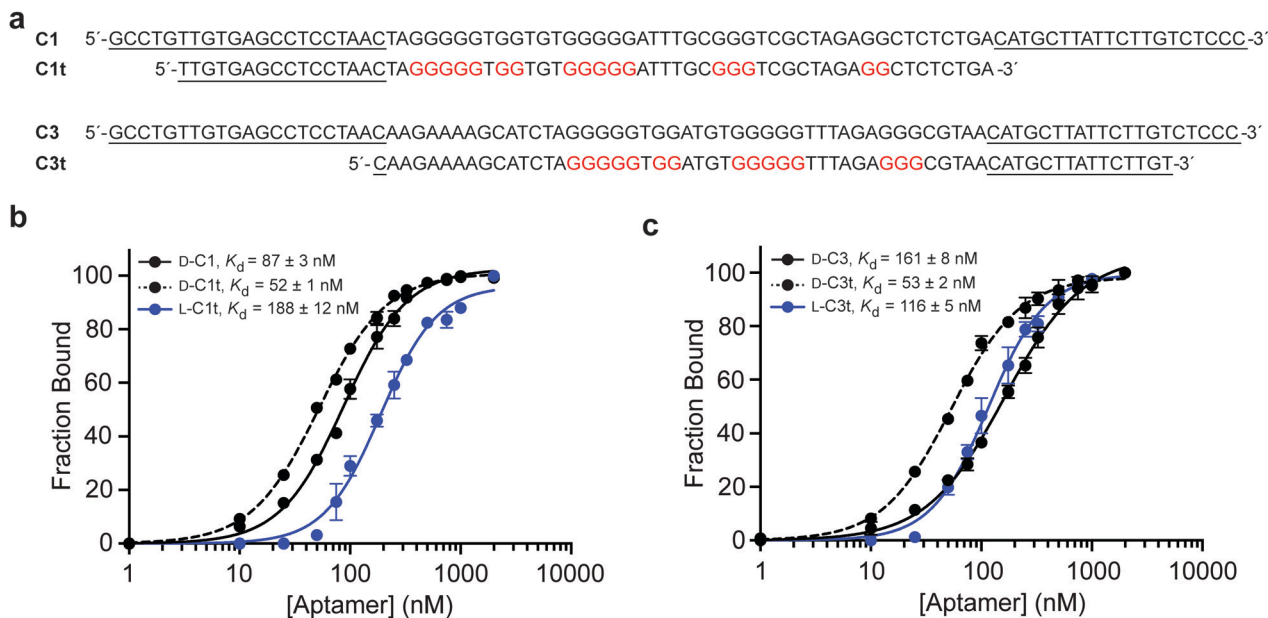 a
C1 5´-GCCTGTTGTGAGCCTCCTAACTAGGGGGTGGTGTGGGGGATTTGCGGGTCGCTAGAGGCTCTCTGACATGCTTATTCTTGTCTCCC-3´
C1t 5´-TTGTGAGCCTCCTAACTAGGGGGTGGTGTGGGGGATTTGCGGGTCGCTAGAGGCTCTCTGA-3´
C3 5´-GCCTGTTGTGAGCCTCCTAACAAGAAAAGCATCTAGGGGGTGGATGTGGGGGTTTAGAGGGCGTAACATGCTTATTCTTGTCTCCC-3´
C3t 5´-CAAGAAAAGCATCTAGGGGGTGGATGTGGGGGTTTAGAGGGCGTAACATGCTTATTCTTGT-3´
b
D-C1, Kd = 87 ± 3 nM
D-C1t, Kd = 52 ± 1 nM
L-C1t, Kd = 188 ± 12 nM
Fraction Bound
100
80
60
40
20
0
1 10 100 1000 10000
[Aptamer] (nM)
c
D-C3, Kd = 161 ± 8 nM
D-C3t, Kd = 53 ± 2 nM
L-C3t, Kd = 116 ± 5 nM
Fraction Bound
100
80
60
40
20
0
1 10 100 1000 10000
[Aptamer] (nM)